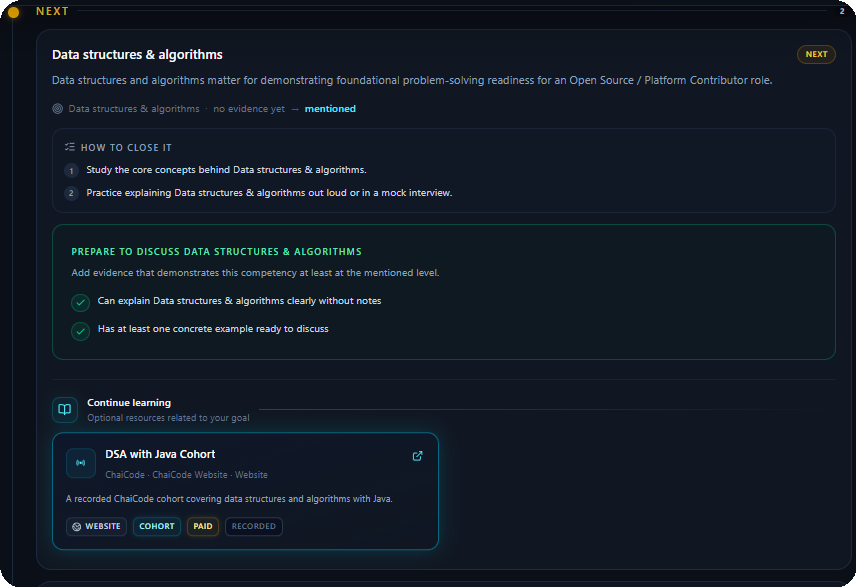 NEXT
2
Data structures & algorithms
NEXT
Data structures and algorithms matter for demonstrating foundational problem-solving readiness for an Open Source / Platform Contributor role.
Data structures & algorithms · no evidence yet → mentioned
HOW TO CLOSE IT
1 Study the core concepts behind Data structures & algorithms.
2 Practice explaining Data structures & algorithms out loud or in a mock interview.
PREPARE TO DISCUSS DATA STRUCTURES & ALGORITHMS
Add evidence that demonstrates this competency at least at the mentioned level.
Can explain Data structures & algorithms clearly without notes
Has at least one concrete example ready to discuss
Continue learning
Optional resources related to your goal
DSA with Java Cohort
ChaiCode · ChaiCode Website · Website
A recorded ChaiCode cohort covering data structures and algorithms with Java.
WEBSITE COHORT PAID RECORDED